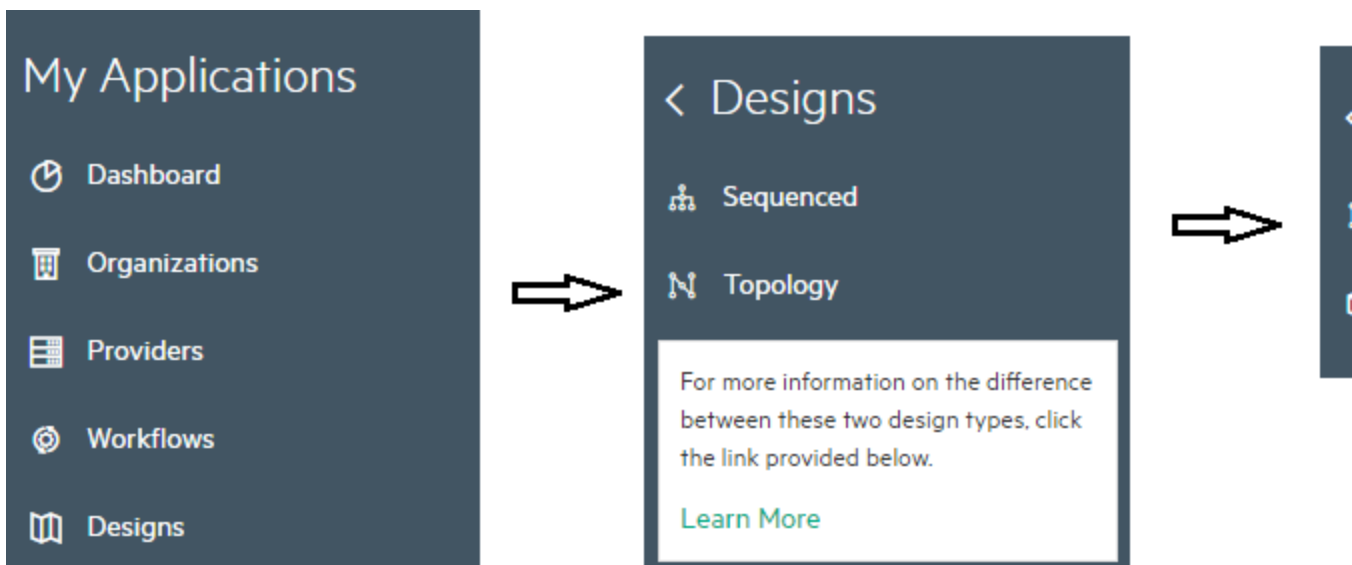 My Applications
Dashboard
Organizations
Providers
Workflows
Designs
< Designs
Sequenced
Topology
For more information on the difference
between these two design types, click
the link provided below.
Learn More